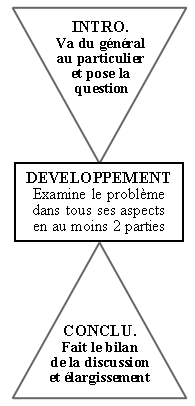 INTRO.
Va du général
au particulier
et pose la
question
DEVELOPPEMENT
Examine le problème
dans tous ses aspects
en au moins 2 parties
CONCLU.
Fait le bilan
de la discussion
et élargissement